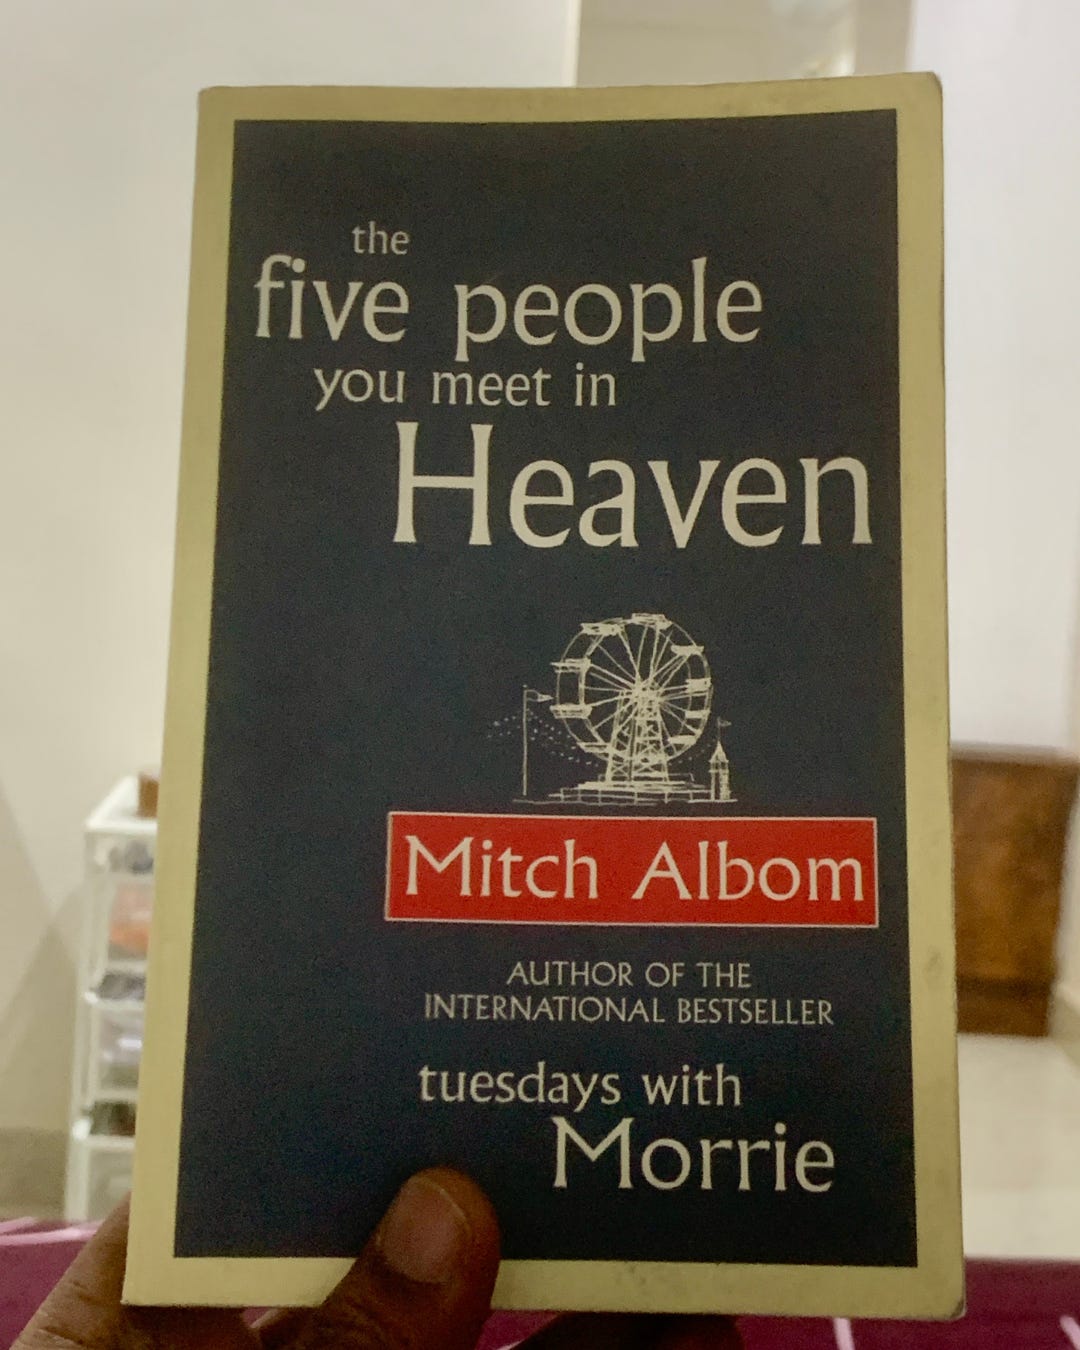 the
five people
you meet in
Heaven
Mitch Albom
AUTHOR OF THE
INTERNATIONAL BESTSELLER
tuesdays with
Morrie